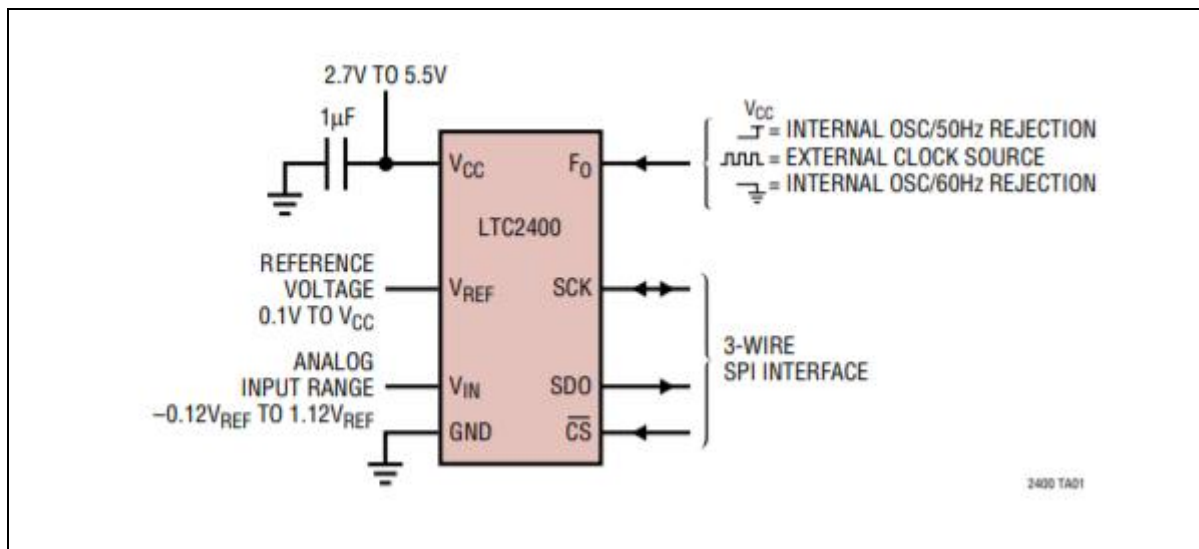 2.7V TO 5.5V
1µF
VCC
= INTERNAL OSC/50Hz REJECTION
= EXTERNAL CLOCK SOURCE
= INTERNAL OSC/60Hz REJECTION
VCC
FO
LTC2400
REFERENCE
VOLTAGE
0.1V TO VCC
VREF
SCK
ANALOG
INPUT RANGE
–0.12VREF TO 1.12VREF
VIN
SDO
GND
CS
3-WIRE
SPI INTERFACE
2400 TA01